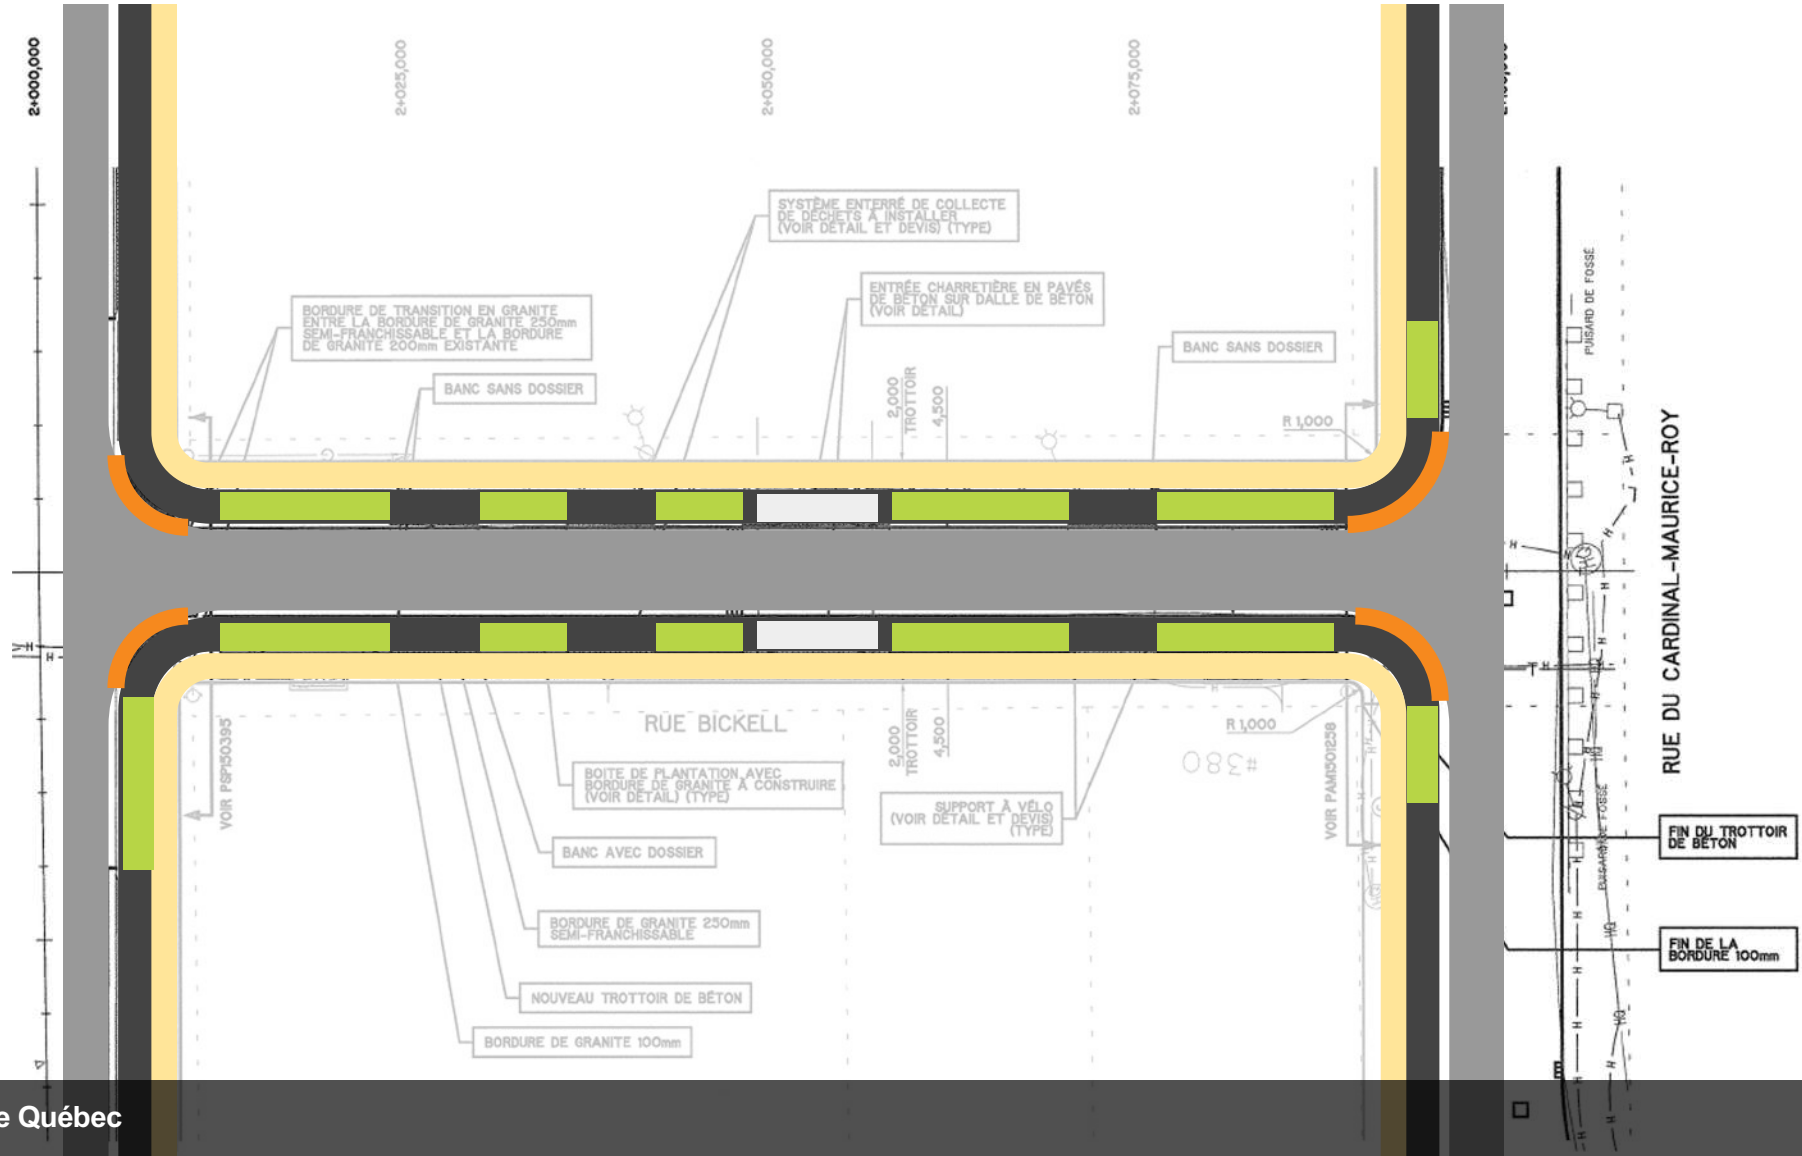 2+000,000
2+025,000
2+050,000
2+075,000
SYSTÈME ENTERRÉ DE COLLECTE
DE DÉCHETS À INSTALLER
(VOIR DÉTAIL ET DEVIS) (TYPE)
ENTRÉE CHARRETIÈRE EN PAVÉS
DE BÉTON SUR DALLE DE BÉTON
(VOIR DÉTAIL)
BORDURE DE TRANSITION EN GRANITE
ENTRE LA BORDURE DE GRANITE 250mm
SEMI-FRANCHISSABLE ET LA BORDURE
DE GRANITE 200mm EXISTANTE
BANC SANS DOSSIER
BANC SANS DOSSIER
2,000
TROTTOIR
4,500
R 1,000
PUISARD DE FOSSÉ
RUE DU CARDINAL-MAURICE-ROY
H
H
H
H
H
H
H
RUE BICKELL
2,000
TROTTOIR
4,500
R 1,000
#380
VOIR PSP150395
VOIR PAM1501258
BOITE DE PLANTATION AVEC
BORDURE DE GRANITE À CONSTRUIRE
(VOIR DÉTAIL) (TYPE)
SUPPORT À VÉLO
(VOIR DÉTAIL ET DEVIS)
(TYPE)
BANC AVEC DOSSIER
BORDURE DE GRANITE 250mm
SEMI-FRANCHISSABLE
NOUVEAU TROTTOIR DE BÉTON
BORDURE DE GRANITE 100mm
PUISARD DE FOSSÉ
FIN DU TROTTOIR
DE BÉTON
FIN DE LA
BORDURE 100mm
HQ
HQ
HQ
H
H
H
H
H
e Québec